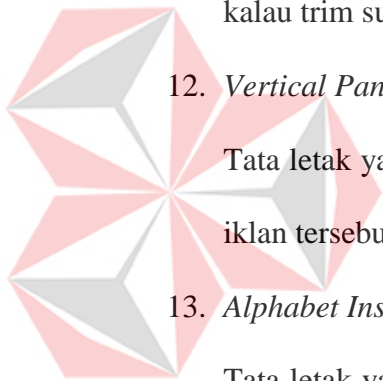 kalau trim su
12. Vertical Pan
Tata letak ya
iklan tersebu
13. Alphabet Ins
Tata letak ya